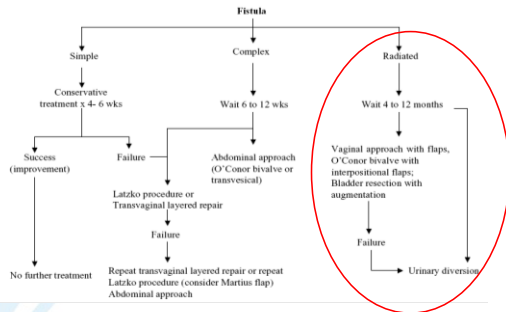 Fistula
Simple
Complex
Radiated
Conservative
treatment x 4- 6 wks
Wait 6 to 12 wks
Wait 4 to 12 months
Success
(improvement)
Failure
Abdominal approach
(O'Conor bivalve or
transvesical)
Vaginal approach with flaps,
O'Conor bivalve with
interpositional flaps;
Bladder resection with
augmentation
Latzko procedure or
Transvaginal layered repair
Failure
Failure
No further treatment
Repeat transvaginal layered repair or repeat
Latzko procedure (consider Martius flap)
Abdominal approach
Urinary diversion